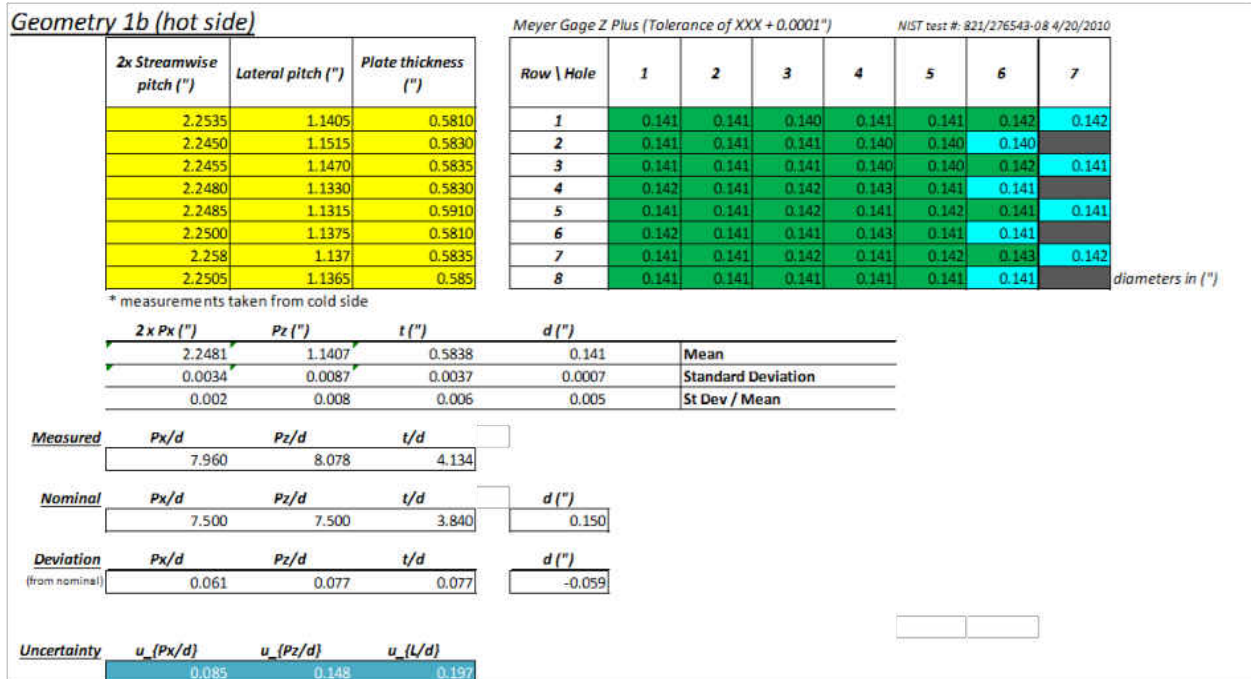 Geometry 1b (hot side)
Meyer Gage Z Plus (Tolerance of XXX + 0.0001") NIST test #: 821/276543-08 4/20/2010
2x Streamwise pitch (") Lateral pitch (") Plate thickness (") Row \ Hole 1 2 3 4 5 6 7
2.2535 1.1405 0.5810 1 0.141 0.141 0.140 0.141 0.141 0.142 0.142
2.2450 1.1515 0.5830 2 0.141 0.141 0.141 0.140 0.140 0.140
2.2455 1.1470 0.5835 3 0.141 0.141 0.141 0.140 0.140 0.142 0.141
2.2480 1.1330 0.5830 4 0.142 0.141 0.142 0.143 0.141 0.141
2.2485 1.1315 0.5910 5 0.141 0.141 0.142 0.141 0.142 0.141 0.141
2.2500 1.1375 0.5810 6 0.142 0.141 0.141 0.143 0.141 0.141
2.258 1.137 0.5835 7 0.141 0.141 0.142 0.141 0.142 0.143 0.142
2.2505 1.1365 0.585 8 0.141 0.141 0.141 0.141 0.141 0.141 diameters in (")
* measurements taken from cold side
2 x Px (") Pz (") t (") d (")
2.2481 1.1407 0.5838 0.141 Mean
0.0034 0.0087 0.0037 0.0007 Standard Deviation
0.002 0.008 0.006 0.005 St Dev / Mean
Measured Px/d Pz/d t/d
7.960 8.078 4.134
Nominal Px/d Pz/d t/d d (")
7.500 7.500 3.840 0.150
Deviation Px/d Pz/d t/d d (")
(from nominal) 0.061 0.077 0.077 -0.059
Uncertainty u_{Px/d} u_{Pz/d} u_{L/d}
0.085 0.148 0.197